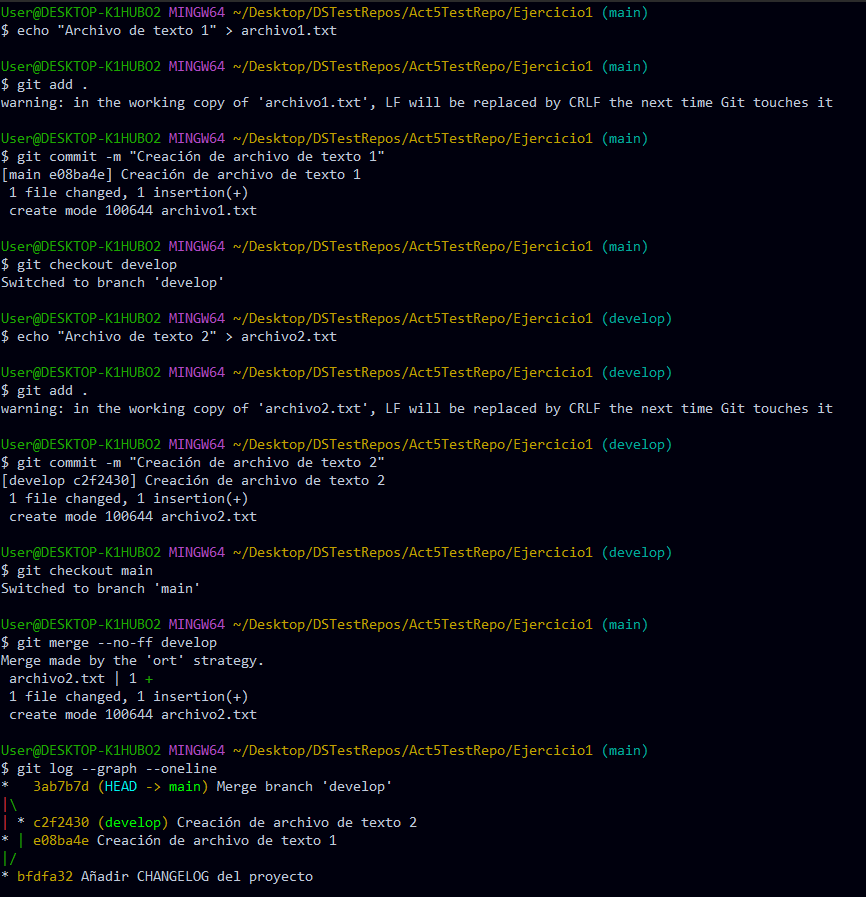 User@DESKTOP-K1HUBO2 MINGW64 ~/Desktop/DSTestRepos/Act5TestRepo/Ejercicio1 (main)
$ echo "Archivo de texto 1" > archivo1.txt
User@DESKTOP-K1HUBO2 MINGW64 ~/Desktop/DSTestRepos/Act5TestRepo/Ejercicio1 (main)
$ git add .
warning: in the working copy of 'archivo1.txt', LF will be replaced by CRLF the next time Git touches it
User@DESKTOP-K1HUBO2 MINGW64 ~/Desktop/DSTestRepos/Act5TestRepo/Ejercicio1 (main)
$ git commit -m "Creación de archivo de texto 1"
[main e08ba4e] Creación de archivo de texto 1
 1 file changed, 1 insertion(+)
 create mode 100644 archivo1.txt
User@DESKTOP-K1HUBO2 MINGW64 ~/Desktop/DSTestRepos/Act5TestRepo/Ejercicio1 (main)
$ git checkout develop
Switched to branch 'develop'
User@DESKTOP-K1HUBO2 MINGW64 ~/Desktop/DSTestRepos/Act5TestRepo/Ejercicio1 (develop)
$ echo "Archivo de texto 2" > archivo2.txt
User@DESKTOP-K1HUBO2 MINGW64 ~/Desktop/DSTestRepos/Act5TestRepo/Ejercicio1 (develop)
$ git add .
warning: in the working copy of 'archivo2.txt', LF will be replaced by CRLF the next time Git touches it
User@DESKTOP-K1HUBO2 MINGW64 ~/Desktop/DSTestRepos/Act5TestRepo/Ejercicio1 (develop)
$ git commit -m "Creación de archivo de texto 2"
[develop c2f2430] Creación de archivo de texto 2
 1 file changed, 1 insertion(+)
 create mode 100644 archivo2.txt
User@DESKTOP-K1HUBO2 MINGW64 ~/Desktop/DSTestRepos/Act5TestRepo/Ejercicio1 (develop)
$ git checkout main
Switched to branch 'main'
User@DESKTOP-K1HUBO2 MINGW64 ~/Desktop/DSTestRepos/Act5TestRepo/Ejercicio1 (main)
$ git merge --no-ff develop
Merge made by the 'ort' strategy.
 archivo2.txt | 1 +
 1 file changed, 1 insertion(+)
 create mode 100644 archivo2.txt
User@DESKTOP-K1HUBO2 MINGW64 ~/Desktop/DSTestRepos/Act5TestRepo/Ejercicio1 (main)
$ git log --graph --oneline
*   3ab7b7d (HEAD -> main) Merge branch 'develop'
|\
| * c2f2430 (develop) Creación de archivo de texto 2
* | e08ba4e Creación de archivo de texto 1
|/
* bfdfa32 Añadir CHANGELOG del proyecto